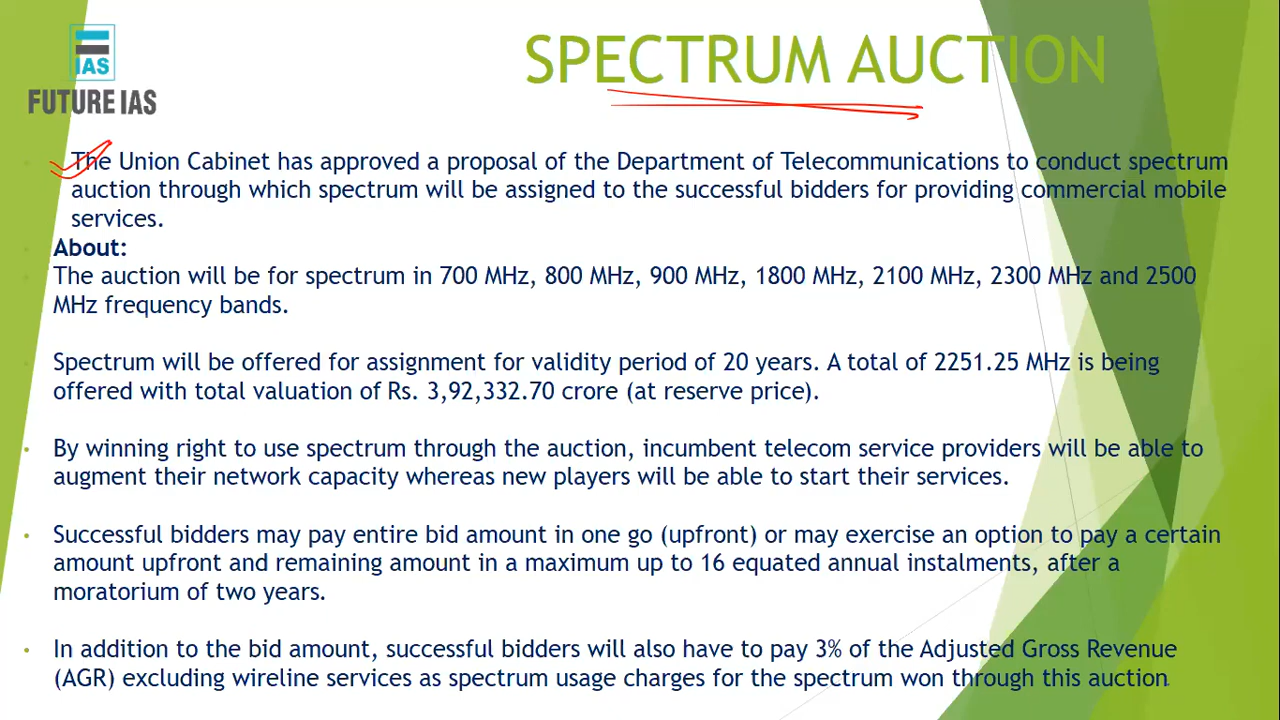 IAS
FUTURE IAS
SPECTRUM AUCTION
The Union Cabinet has approved a proposal of the Department of Telecommunications to conduct spectrum
auction through which spectrum will be assigned to the successful bidders for providing commercial mobile
services.
About:
The auction will be for spectrum in 700 MHz, 800 MHz, 900 MHz, 1800 MHz, 2100 MHz, 2300 MHz and 2500
MHz frequency bands.
Spectrum will be offered for assignment for validity period of 20 years. A total of 2251.25 MHz is being
offered with total valuation of Rs. 3,92,332.70 crore (at reserve price).
By winning right to use spectrum through the auction, incumbent telecom service providers will be able to
augment their network capacity whereas new players will be able to start their services.
Successful bidders may pay entire bid amount in one go (upfront) or may exercise an option to pay a certain
amount upfront and remaining amount in a maximum up to 16 equated annual instalments, after a
moratorium of two years.
In addition to the bid amount, successful bidders will also have to pay 3% of the Adjusted Gross Revenue
(AGR) excluding wireline services as spectrum usage charges for the spectrum won through this auction.